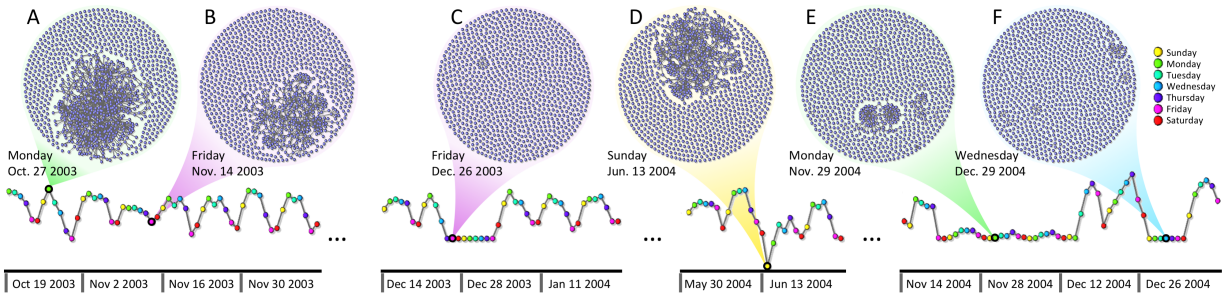 A
B
C
D
E
F
Sunday
Monday
Tuesday
Wednesday
Thursday
Friday
Saturday
Monday
Oct. 27 2003
Friday
Nov. 14 2003
Friday
Dec. 26 2003
Sunday
Jun. 13 2004
Monday
Nov. 29 2004
Wednesday
Dec. 29 2004
...
...
...
Oct 19 2003
Nov 2 2003
Nov 16 2003
Nov 30 2003
Dec 14 2003
Dec 28 2003
Jan 11 2004
May 30 2004
Jun 13 2004
Nov 14 2004
Nov 28 2004
Dec 12 2004
Dec 26 2004